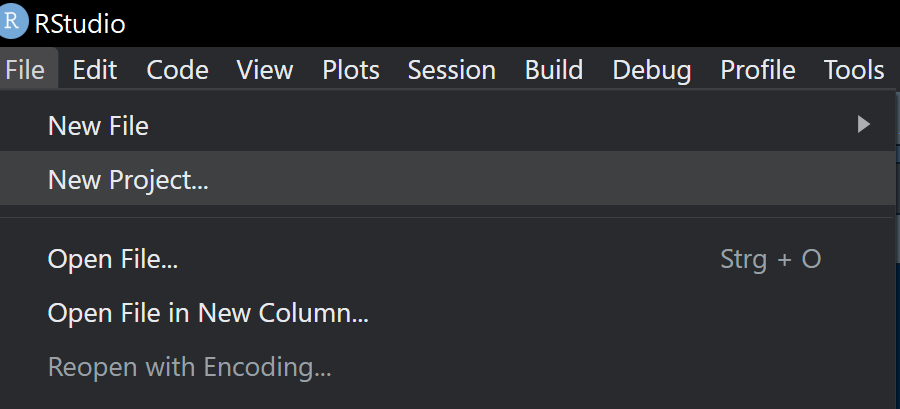 R RStudio
File Edit Code View Plots Session Build Debug Profile Tools
New File
New Project...
Open File... Strg + O
Open File in New Column...
Reopen with Encoding...